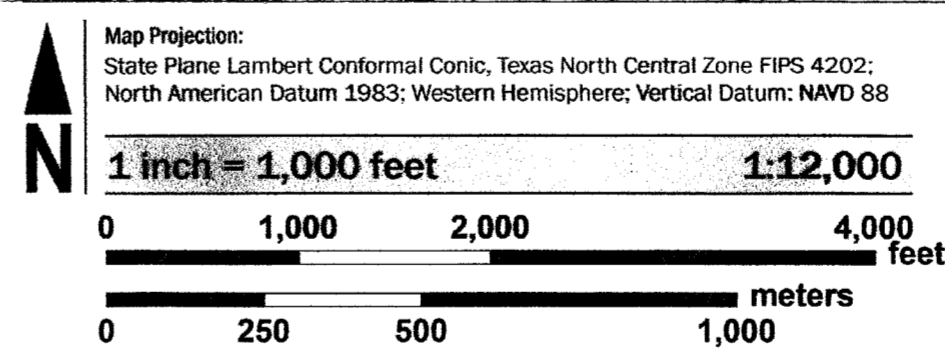 Map Projection:
State Plane Lambert Conformal Conic, Texas North Central Zone FIPS 4202;
North American Datum 1983; Western Hemisphere; Vertical Datum: NAVD 88
N
1 inch = 1,000 feet 1:12,000
0 1,000 2,000 4,000
feet
meters
0 250 500 1,000